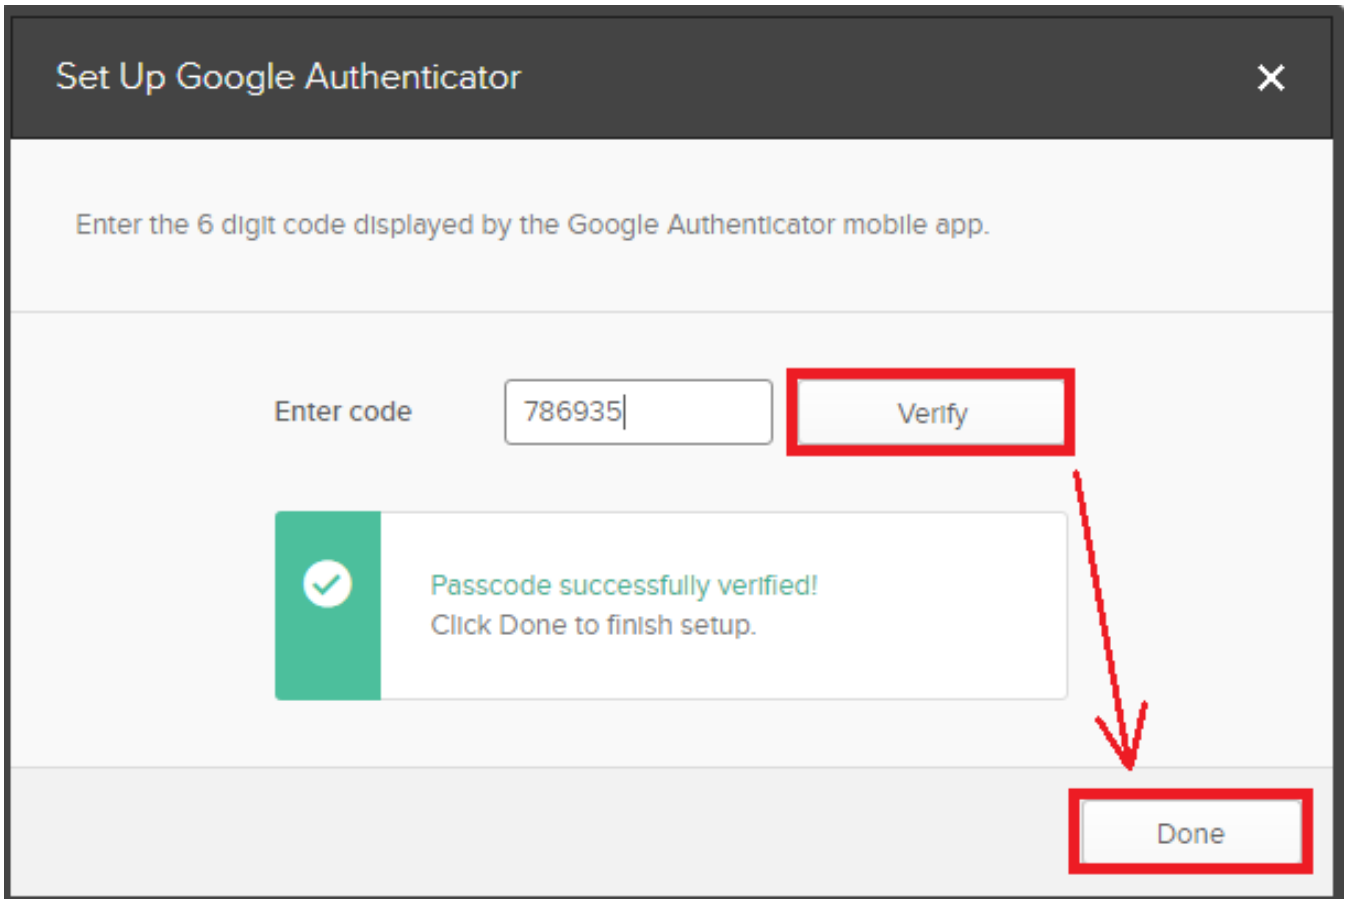 Set Up Google Authenticator
Enter the 6 digit code displayed by the Google Authenticator mobile app.
Enter code 786935 Verify
Passcode successfully verified!
Click Done to finish setup.
Done